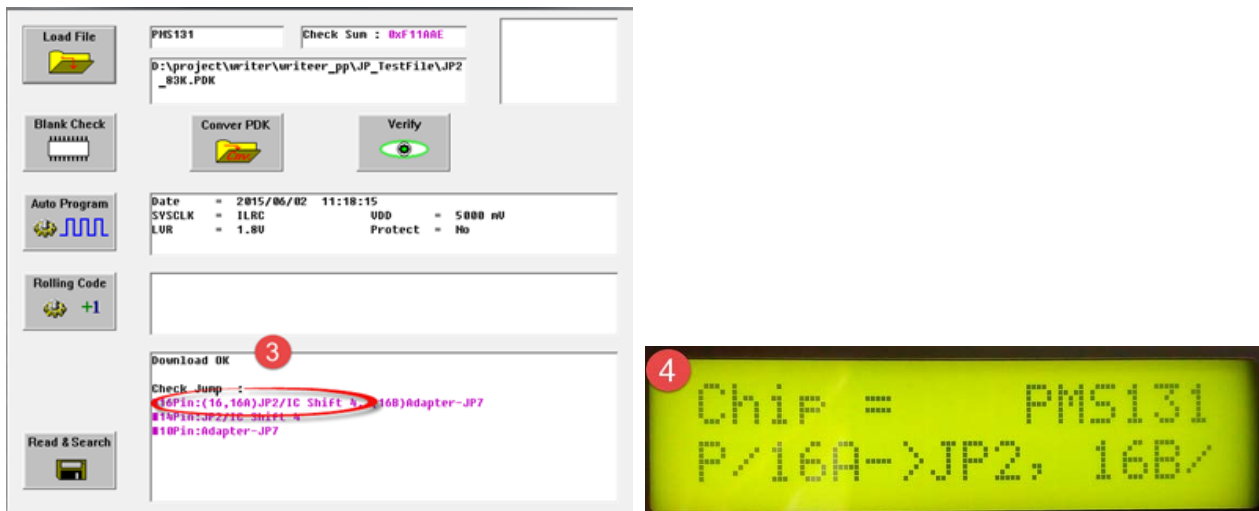 Load File
PMS131
Check Sum : 0xF11AAE
D:\project\writer\writeer_pp\JP_TestFile\JP2
_83K.PDK
Blank Check
Conver PDK
Verify
Auto Program
Date = 2015/06/02 11:18:15
SYSCLK = ILRC VDD = 5000 mV
LVR = 1.8V Protect = No
Rolling Code
+1
3
Download OK
Check Jump :
16Pin:(16,16A)JP2/IC Shift 4, (16B)Adapter-JP7
14Pin:JP2/IC Shift 4
10Pin:Adapter-JP7
Read & Search
4
Chip = PMS131
P/16A->JP2, 16B/